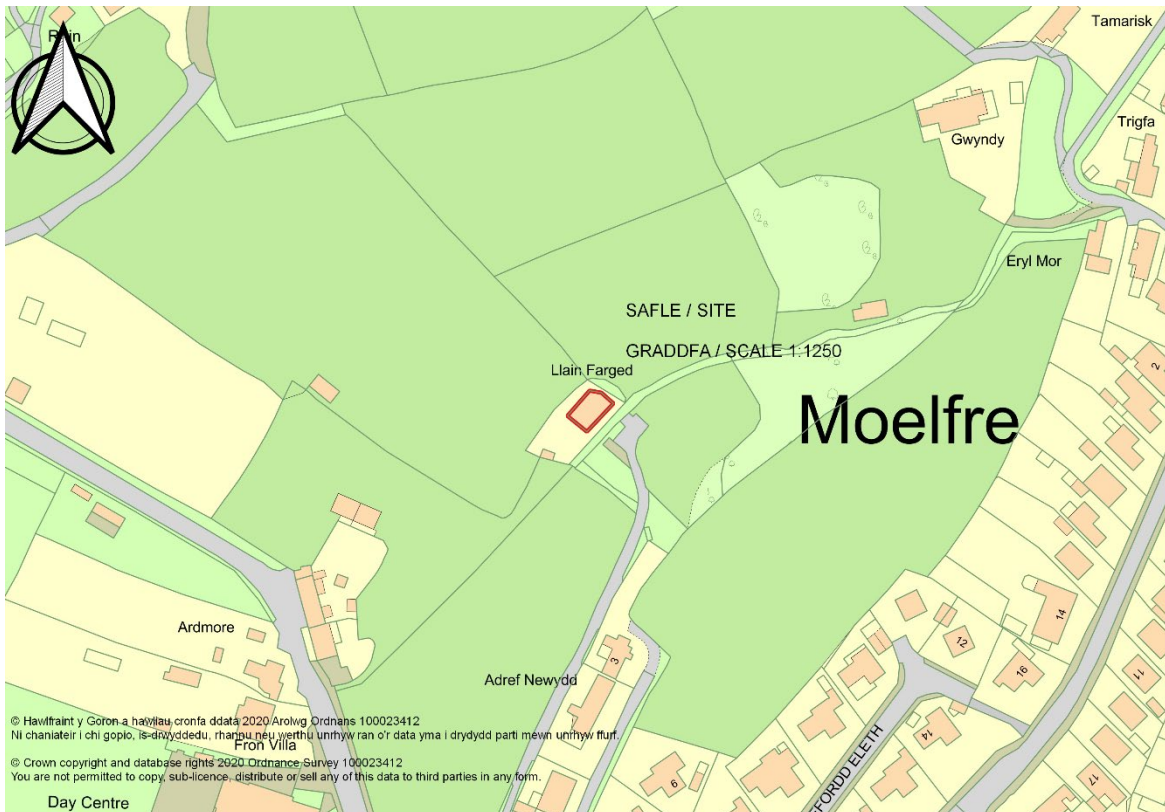 Tamarisk
Trigfa
Gwyndy
Eryl Mor
SAFLE / SITE
GRADDFA / SCALE 1:1250
Llain Farged
Moelfre
2
14
12
16
11
14
17
9
3
Ardmore
Adref Newydd
FFORDD ELETH
© Hawlfraint y Goron a hawliau cronfa ddata 2020 Arolwg Ordnans 100023412
Ni chaniateir i chi gopio, is-drwyddedu, rhannu neu werthu unrhyw ran o'r data yma i drydydd parti mewn unrhyw ffurf.
Fron Villa
© Crown copyright and database rights 2020 Ordnance Survey 100023412
You are not permitted to copy, sub-licence, distribute or sell any of this data to third parties in any form.
Day Centre